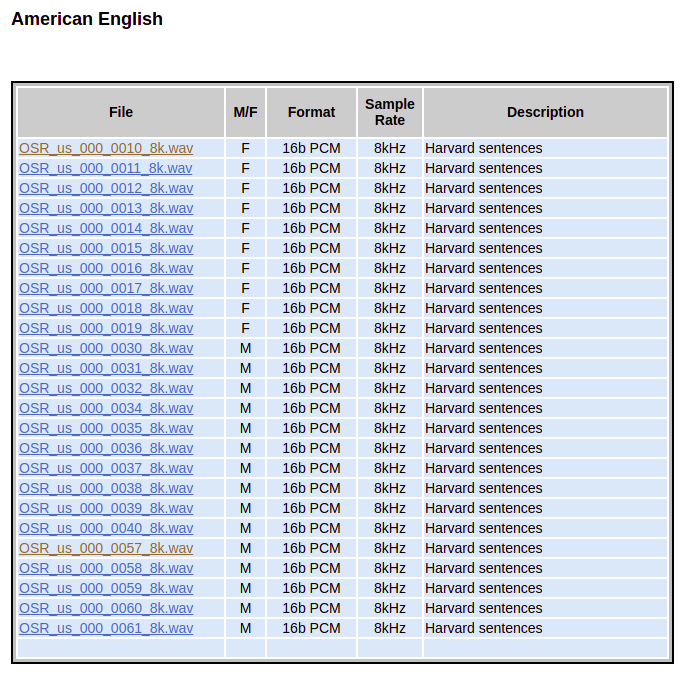 American English
File M/F Format Sample Rate Description
OSR_us_000_0010_8k.wav F 16b PCM 8kHz Harvard sentences
OSR_us_000_0011_8k.wav F 16b PCM 8kHz Harvard sentences
OSR_us_000_0012_8k.wav F 16b PCM 8kHz Harvard sentences
OSR_us_000_0013_8k.wav F 16b PCM 8kHz Harvard sentences
OSR_us_000_0014_8k.wav F 16b PCM 8kHz Harvard sentences
OSR_us_000_0015_8k.wav F 16b PCM 8kHz Harvard sentences
OSR_us_000_0016_8k.wav F 16b PCM 8kHz Harvard sentences
OSR_us_000_0017_8k.wav F 16b PCM 8kHz Harvard sentences
OSR_us_000_0018_8k.wav F 16b PCM 8kHz Harvard sentences
OSR_us_000_0019_8k.wav F 16b PCM 8kHz Harvard sentences
OSR_us_000_0030_8k.wav M 16b PCM 8kHz Harvard sentences
OSR_us_000_0031_8k.wav M 16b PCM 8kHz Harvard sentences
OSR_us_000_0032_8k.wav M 16b PCM 8kHz Harvard sentences
OSR_us_000_0034_8k.wav M 16b PCM 8kHz Harvard sentences
OSR_us_000_0035_8k.wav M 16b PCM 8kHz Harvard sentences
OSR_us_000_0036_8k.wav M 16b PCM 8kHz Harvard sentences
OSR_us_000_0037_8k.wav M 16b PCM 8kHz Harvard sentences
OSR_us_000_0038_8k.wav M 16b PCM 8kHz Harvard sentences
OSR_us_000_0039_8k.wav M 16b PCM 8kHz Harvard sentences
OSR_us_000_0040_8k.wav M 16b PCM 8kHz Harvard sentences
OSR_us_000_0057_8k.wav M 16b PCM 8kHz Harvard sentences
OSR_us_000_0058_8k.wav M 16b PCM 8kHz Harvard sentences
OSR_us_000_0059_8k.wav M 16b PCM 8kHz Harvard sentences
OSR_us_000_0060_8k.wav M 16b PCM 8kHz Harvard sentences
OSR_us_000_0061_8k.wav M 16b PCM 8kHz Harvard sentences